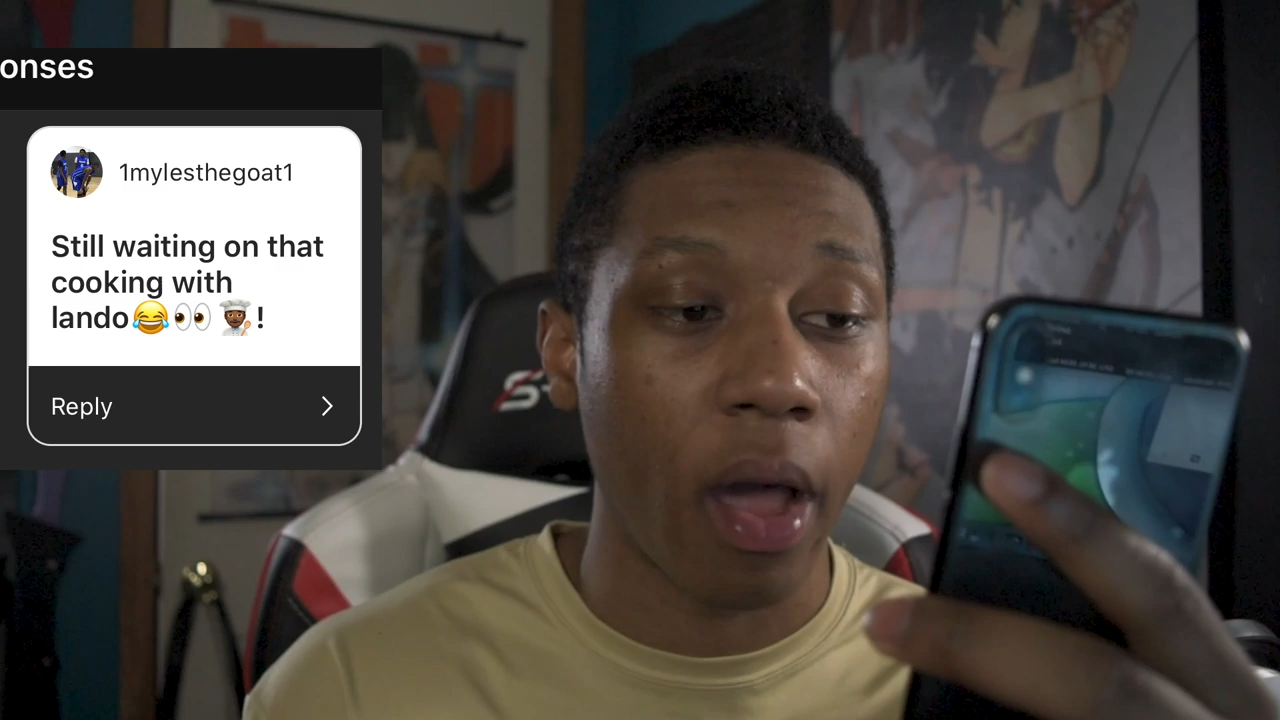 onses
1mylesthegoat1
Still waiting on that
cooking with
lando😂👀 👨🏾‍🍳!
Reply